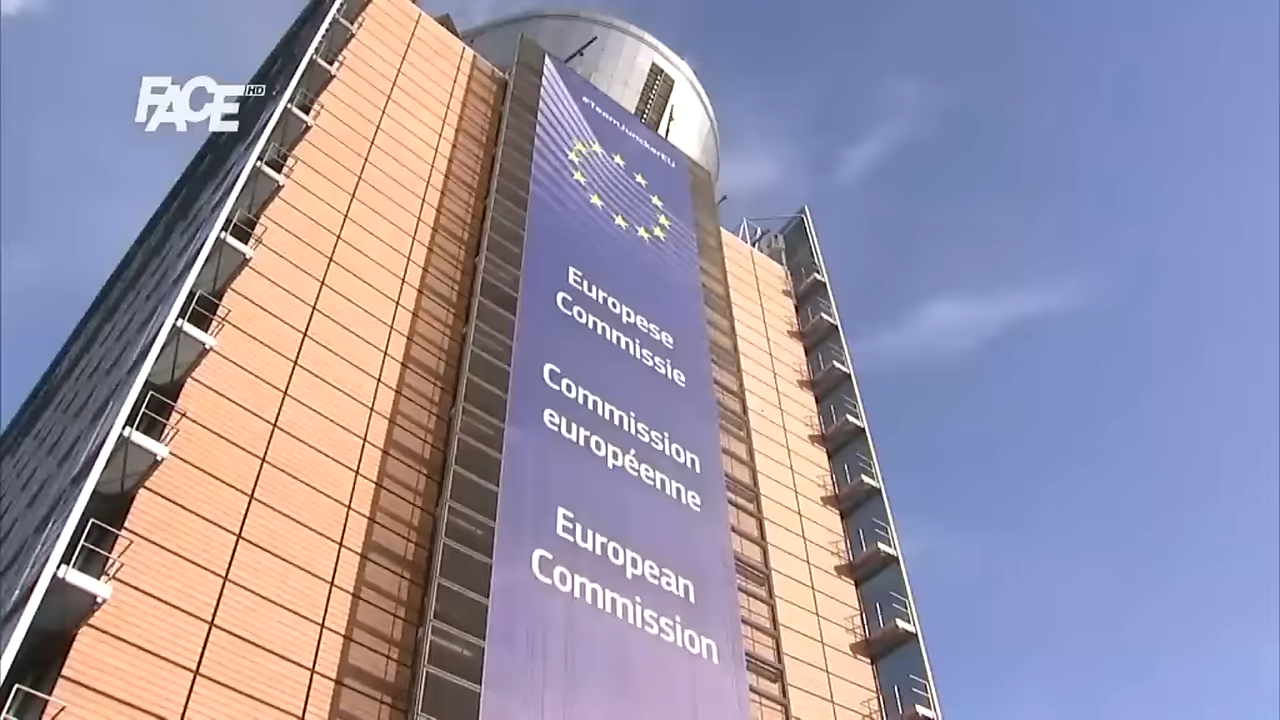 FACE HD
#TeamJunckerEU
Europese
Commissie
Commission
européenne
European
Commission